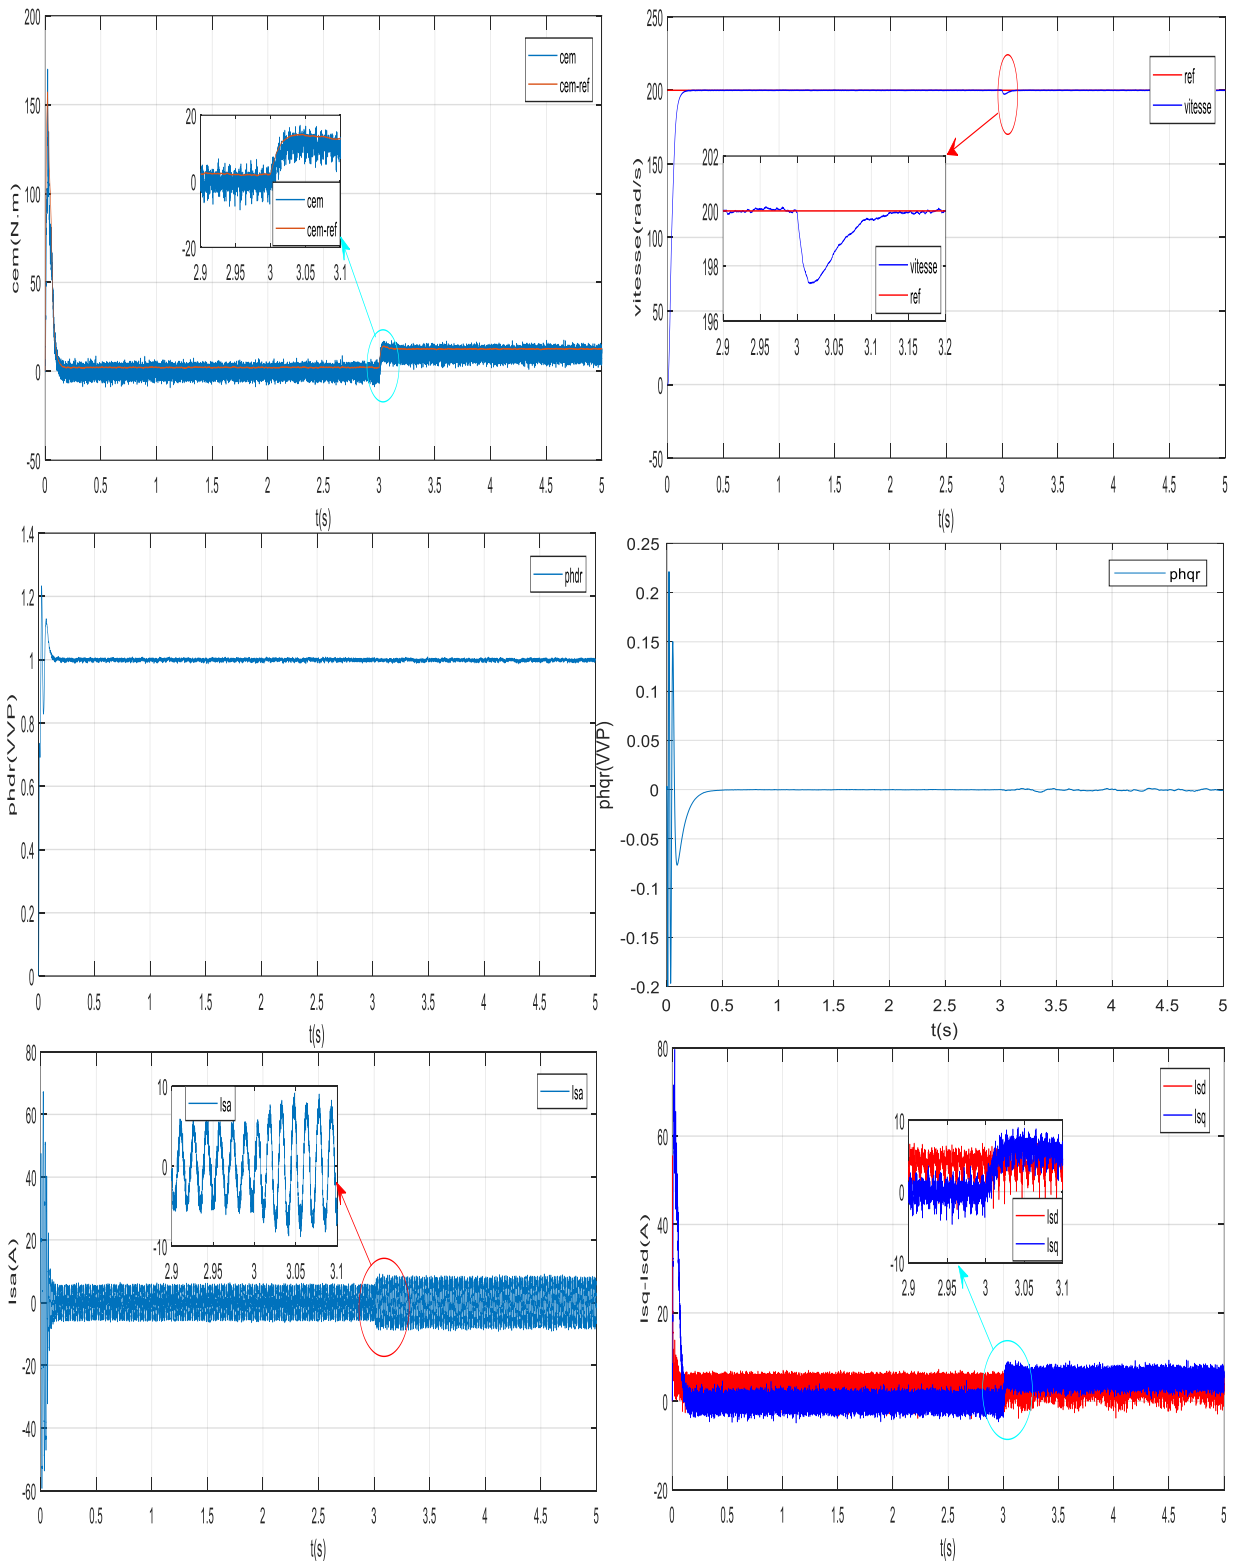 200
150
100
50
0
-50
cem(N.m)
cem
cem-ref
20
0
-20
2.9 2.95 3 3.05 3.1
cem
cem-ref
0 0.5 1 1.5 2 2.5 3 3.5 4 4.5 5
t(s)
250
200
150
100
50
0
-50
vitesse(rad/s)
ref
vitesse
202
200
198
196
2.9 2.95 3 3.05 3.1 3.15 3.2
vitesse
ref
0 0.5 1 1.5 2 2.5 3 3.5 4 4.5 5
t(s)
1.4
1.2
1
0.8
0.6
0.4
0.2
0
phdr(VVP)
phdr
0 0.5 1 1.5 2 2.5 3 3.5 4 4.5 5
t(s)
0.25
0.2
0.15
0.1
0.05
0
-0.05
-0.1
-0.15
-0.2
phqr(VVP)
phqr
0 0.5 1 1.5 2 2.5 3 3.5 4 4.5 5
t(s)
80
60
40
20
0
-20
-40
-60
Isa(A)
Isa
10
0
-10
2.9 2.95 3 3.05 3.1
Isa
0 0.5 1 1.5 2 2.5 3 3.5 4 4.5 5
t(s)
80
60
40
20
0
-20
Isq-Isd(A)
Isd
Isq
10
0
-10
2.9 2.95 3 3.05 3.1
Isd
Isq
0 0.5 1 1.5 2 2.5 3 3.5 4 4.5 5
t(s)